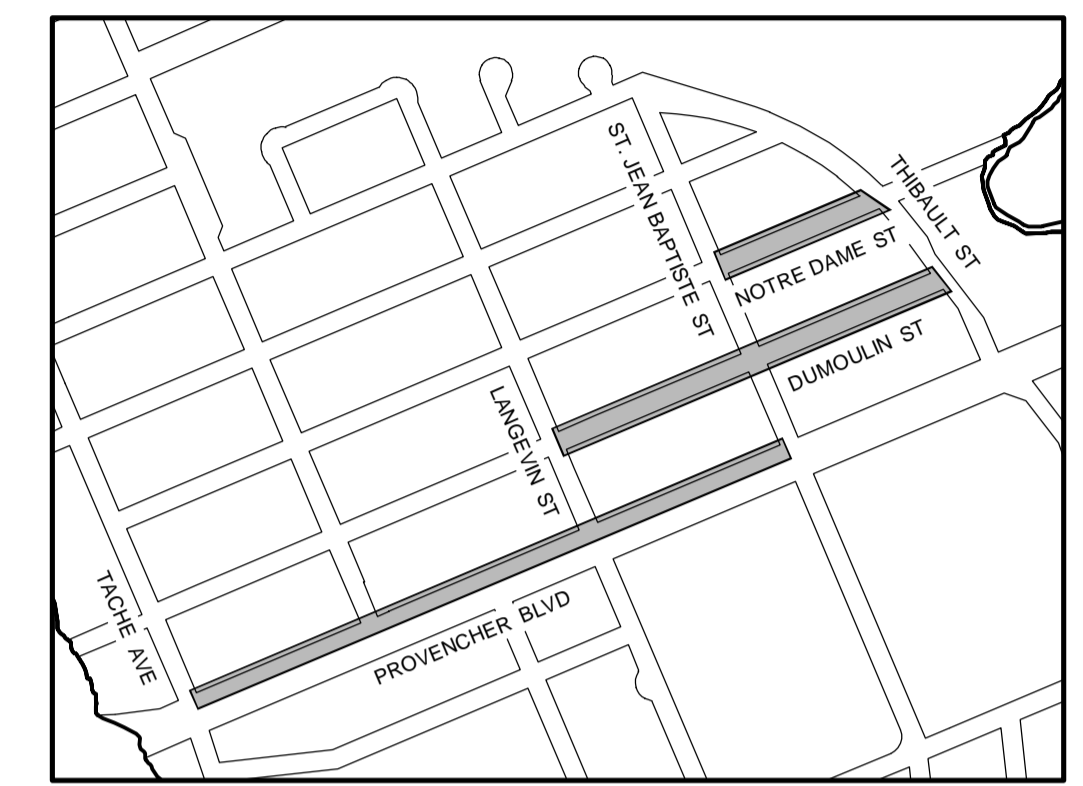 ST. JEAN BAPTISTE ST
THIBAULT ST
NOTRE DAME ST
DUMOULIN ST
LANGEVIN ST
TACHE AVE
PROVENCHER BLVD